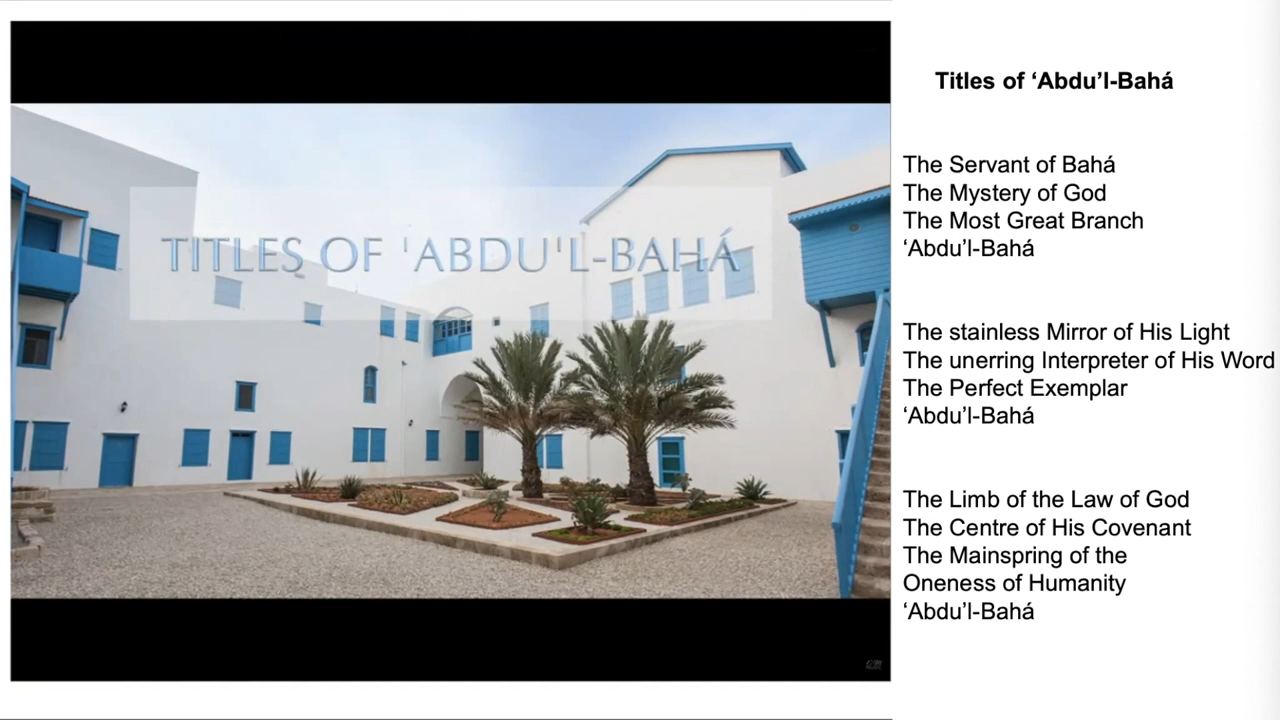 TITLES OF 'ABDU'L-BAHÁ
Titles of ‘Abdu’l-Bahá
The Servant of Bahá
The Mystery of God
The Most Great Branch
‘Abdu’l-Bahá
The stainless Mirror of His Light
The unerring Interpreter of His Word
The Perfect Exemplar
‘Abdu’l-Bahá
The Limb of the Law of God
The Centre of His Covenant
The Mainspring of the
Oneness of Humanity
‘Abdu’l-Bahá